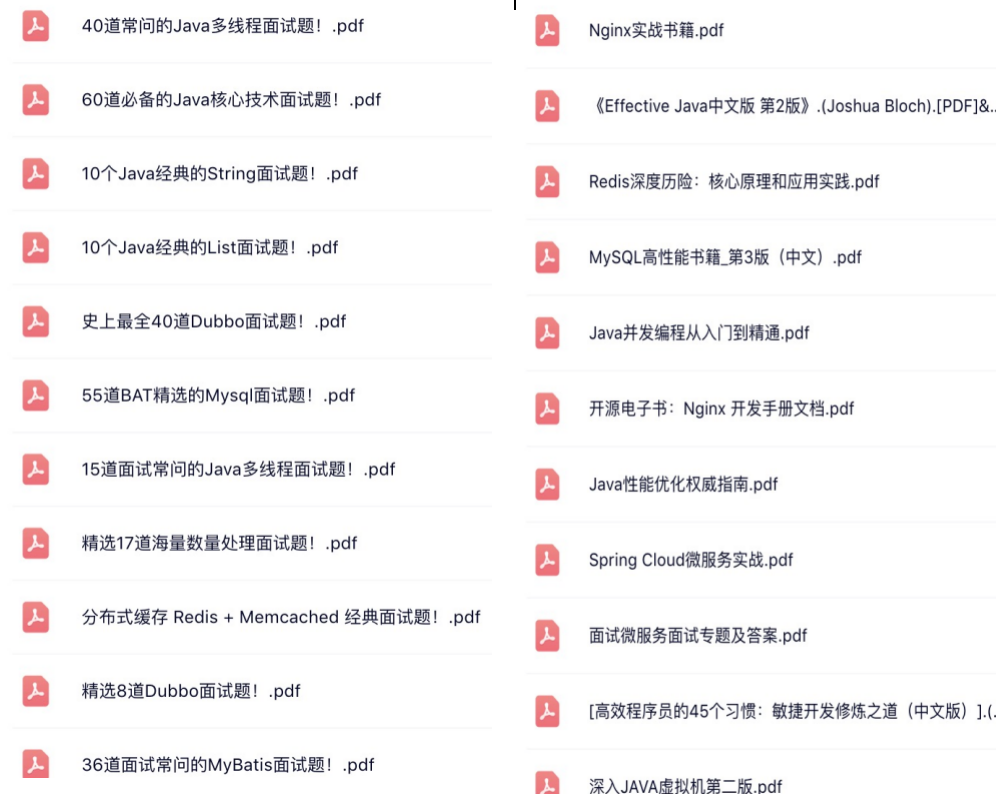 40道常问的Java多线程面试题！.pdf
60道必备的Java核心技术面试题！.pdf
10个Java经典的String面试题！.pdf
10个Java经典的List面试题！.pdf
史上最全40道Dubbo面试题！.pdf
55道BAT精选的Mysql面试题！.pdf
15道面试常问的Java多线程面试题！.pdf
精选17道海量数量处理面试题！.pdf
分布式缓存 Redis + Memcached 经典面试题！.pdf
精选8道Dubbo面试题！.pdf
36道面试常问的MyBatis面试题！.pdf
Nginx实战书籍.pdf
《Effective Java中文版 第2版》.(Joshua Bloch).[PDF]&..
Redis深度历险：核心原理和应用实践.pdf
MySQL高性能书籍_第3版（中文）.pdf
Java并发编程从入门到精通.pdf
开源电子书：Nginx 开发手册文档.pdf
Java性能优化权威指南.pdf
Spring Cloud微服务实战.pdf
面试微服务面试专题及答案.pdf
[高效程序员的45个习惯：敏捷开发修炼之道（中文版）].(.
深入JAVA虚拟机第二版.pdf